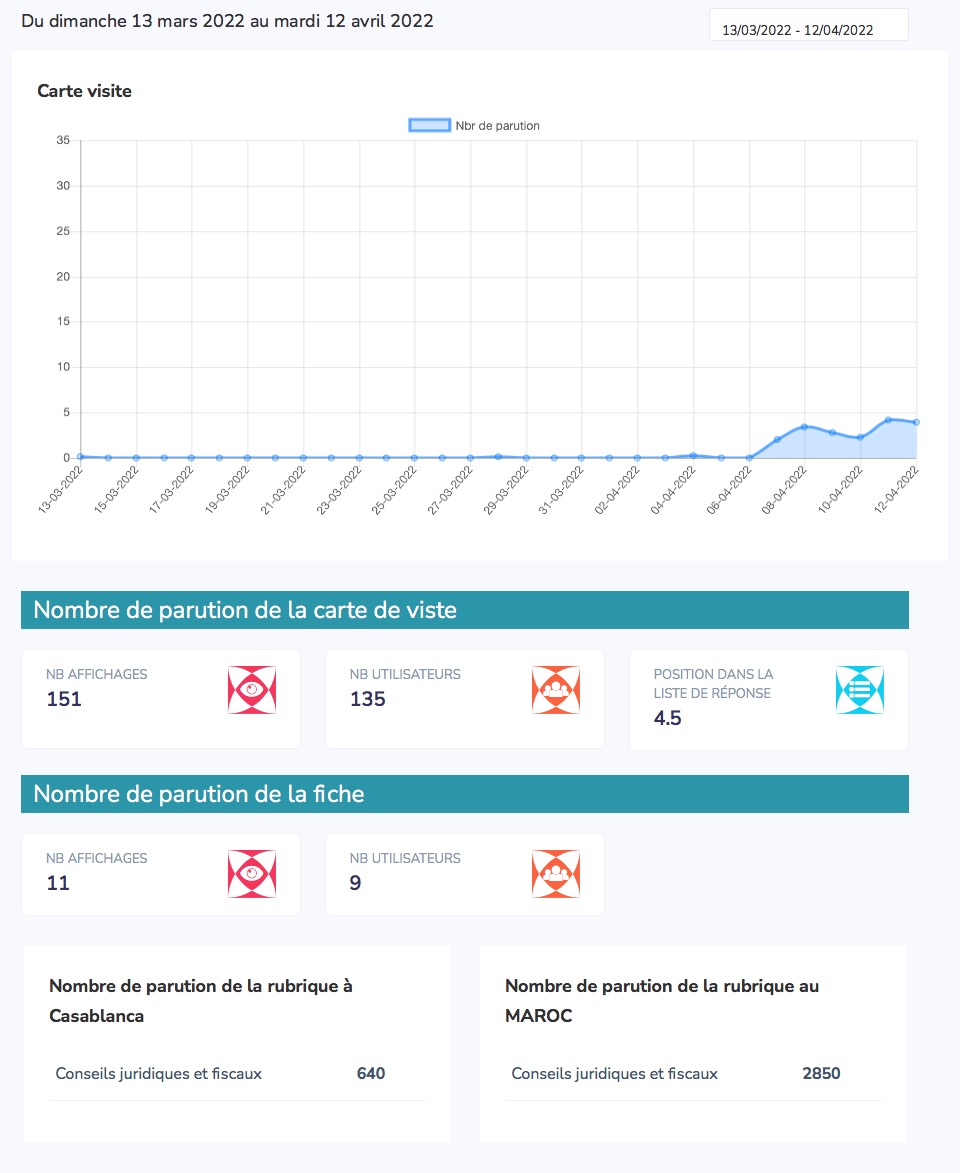 Du dimanche 13 mars 2022 au mardi 12 avril 2022
13/03/2022 - 12/04/2022
Carte visite
Nbr de parution
35
30
25
20
15
10
5
0
13-03-2022
15-03-2022
17-03-2022
19-03-2022
21-03-2022
23-03-2022
25-03-2022
27-03-2022
29-03-2022
31-03-2022
02-04-2022
04-04-2022
06-04-2022
08-04-2022
10-04-2022
12-04-2022
Nombre de parution de la carte de viste
NB AFFICHAGES
151
NB UTILISATEURS
135
POSITION DANS LA
LISTE DE RÉPONSE
4.5
Nombre de parution de la fiche
NB AFFICHAGES
11
NB UTILISATEURS
9
Nombre de parution de la rubrique à
Casablanca
Conseils juridiques et fiscaux 640
Nombre de parution de la rubrique au
MAROC
Conseils juridiques et fiscaux 2850